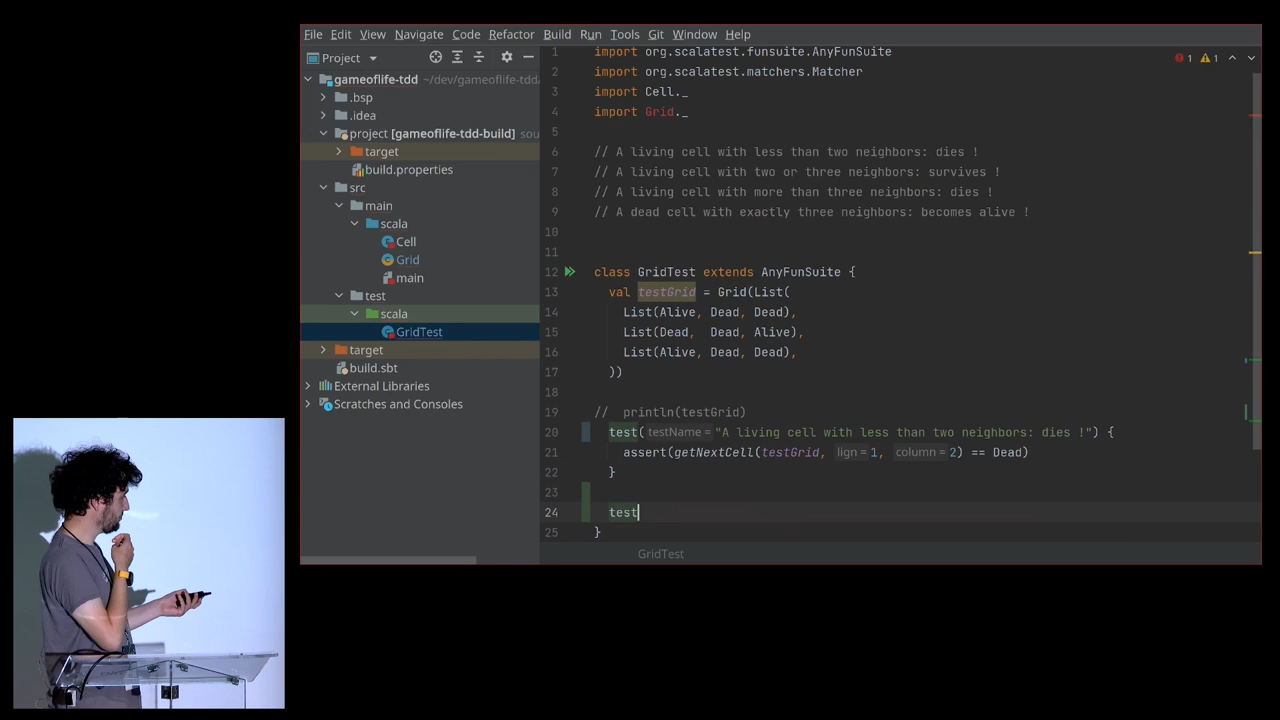 File Edit View Navigate Code Refactor Build Run Tools Git Window Help
Project
gameoflife-tdd ~/dev/gameoflife-tdd/
.bsp
.idea
project [gameoflife-tdd-build] sou
target
build.properties
src
main
scala
Cell
Grid
main
test
scala
GridTest
target
build.sbt
External Libraries
Scratches and Consoles
1 import org.scalatest.funsuite.AnyFunSuite
2 import org.scalatest.matchers.Matcher
3 import Cell._
4 import Grid._
5
6 // A living cell with less than two neighbors: dies !
7 // A living cell with two or three neighbors: survives !
8 // A living cell with more than three neighbors: dies !
9 // A dead cell with exactly three neighbors: becomes alive !
10
11
12 class GridTest extends AnyFunSuite {
13 val testGrid = Grid(List(
14 List(Alive, Dead, Dead),
15 List(Dead, Dead, Alive),
16 List(Alive, Dead, Dead),
17 ))
18
19 // println(testGrid)
20 test( testName = "A living cell with less than two neighbors: dies !") {
21 assert(getNextCell(testGrid, lign = 1, column = 2) == Dead)
22 }
23
24 test
25 }
1 1
GridTest